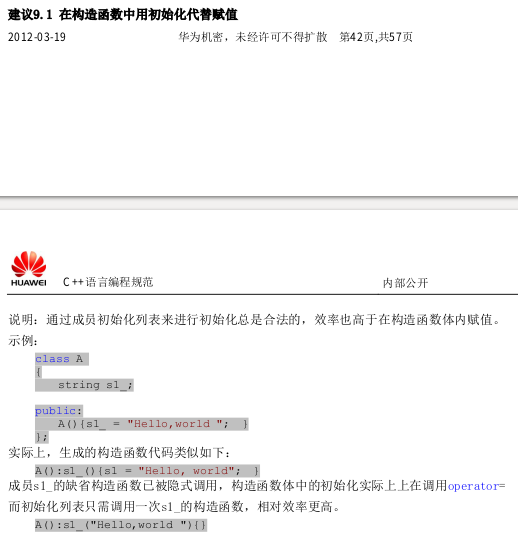 建议9.1 在构造函数中用初始化代替赋值
2012-03-19 华为机密，未经许可不得扩散 第42页,共57页
HUAWEI C++语言编程规范 内部公开
说明：通过成员初始化列表来进行初始化总是合法的，效率也高于在构造函数体内赋值。
示例：
class A
{
string s1_;
public:
A(){s1_ = "Hello,world "; }
};
实际上，生成的构造函数代码类似如下：
A():s1_(){s1 = "Hello, world"; }
成员s1_的缺省构造函数已被隐式调用，构造函数体中的初始化实际上上在调用operator=
而初始化列表只需调用一次s1_的构造函数，相对效率更高。
A():s1_("Hello,world "){}